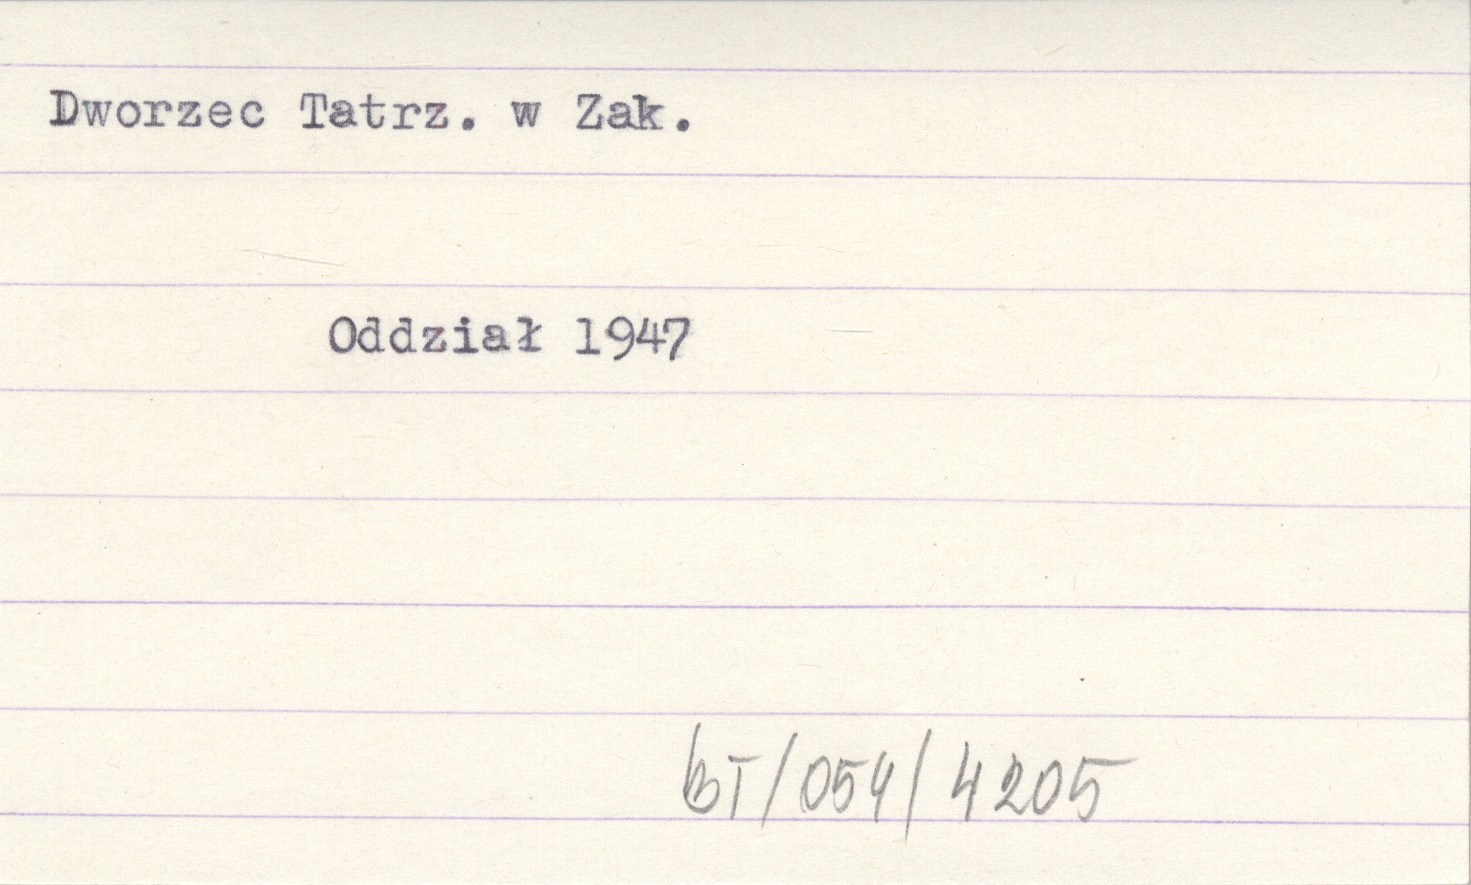 Dworzec Tatrz. w Zak.
Oddział 1947
BT/054/4205